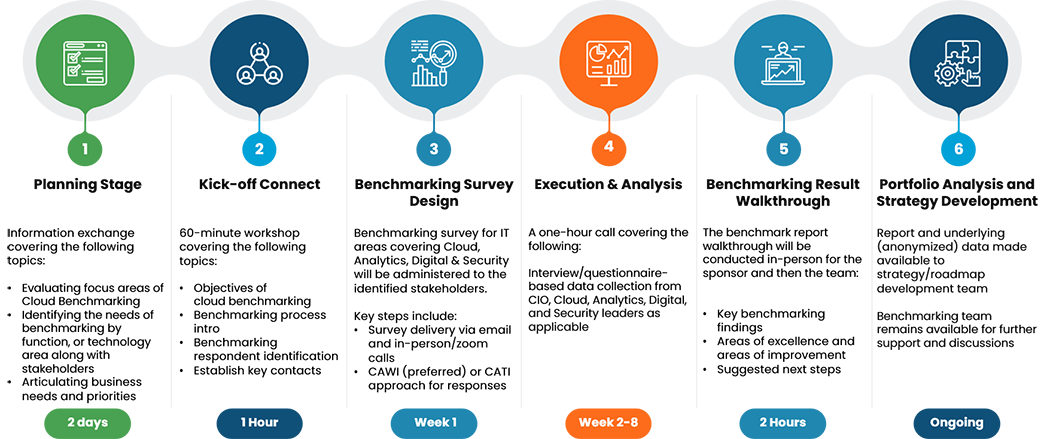 1
Planning Stage
Information exchange
covering the following
topics:
• Evaluating focus areas of
Cloud Benchmarking
• Identifying the needs of
benchmarking by
function, or technology
area along with
stakeholders
• Articulating business
needs and priorities
2 days
2
Kick-off Connect
60-minute workshop
covering the following
topics:
• Objectives of
cloud benchmarking
• Benchmarking process
intro
• Benchmarking
respondent identification
• Establish key contacts
1 Hour
3
Benchmarking Survey
Design
Benchmarking survey for IT
areas covering Cloud,
Analytics, Digital & Security
will be administered to the
identified stakeholders.
Key steps include:
• Survey delivery via email
and in-person/zoom
calls
• CAWI (preferred) or CATI
approach for responses
Week 1
4
Execution & Analysis
A one-hour call covering the
following:
Interview/questionnaire-
based data collection from
CIO, Cloud, Analytics, Digital,
and Security leaders as
applicable
Week 2-8
5
Benchmarking Result
Walkthrough
The benchmark report
walkthrough will be
conducted in-person for the
sponsor and then the team:
• Key benchmarking
findings
• Areas of excellence and
areas of improvement
• Suggested next steps
2 Hours
6
Portfolio Analysis and
Strategy Development
Report and underlying
(anonymized) data made
available to
strategy/roadmap
development team
Benchmarking team
remains available for further
support and discussions
Ongoing